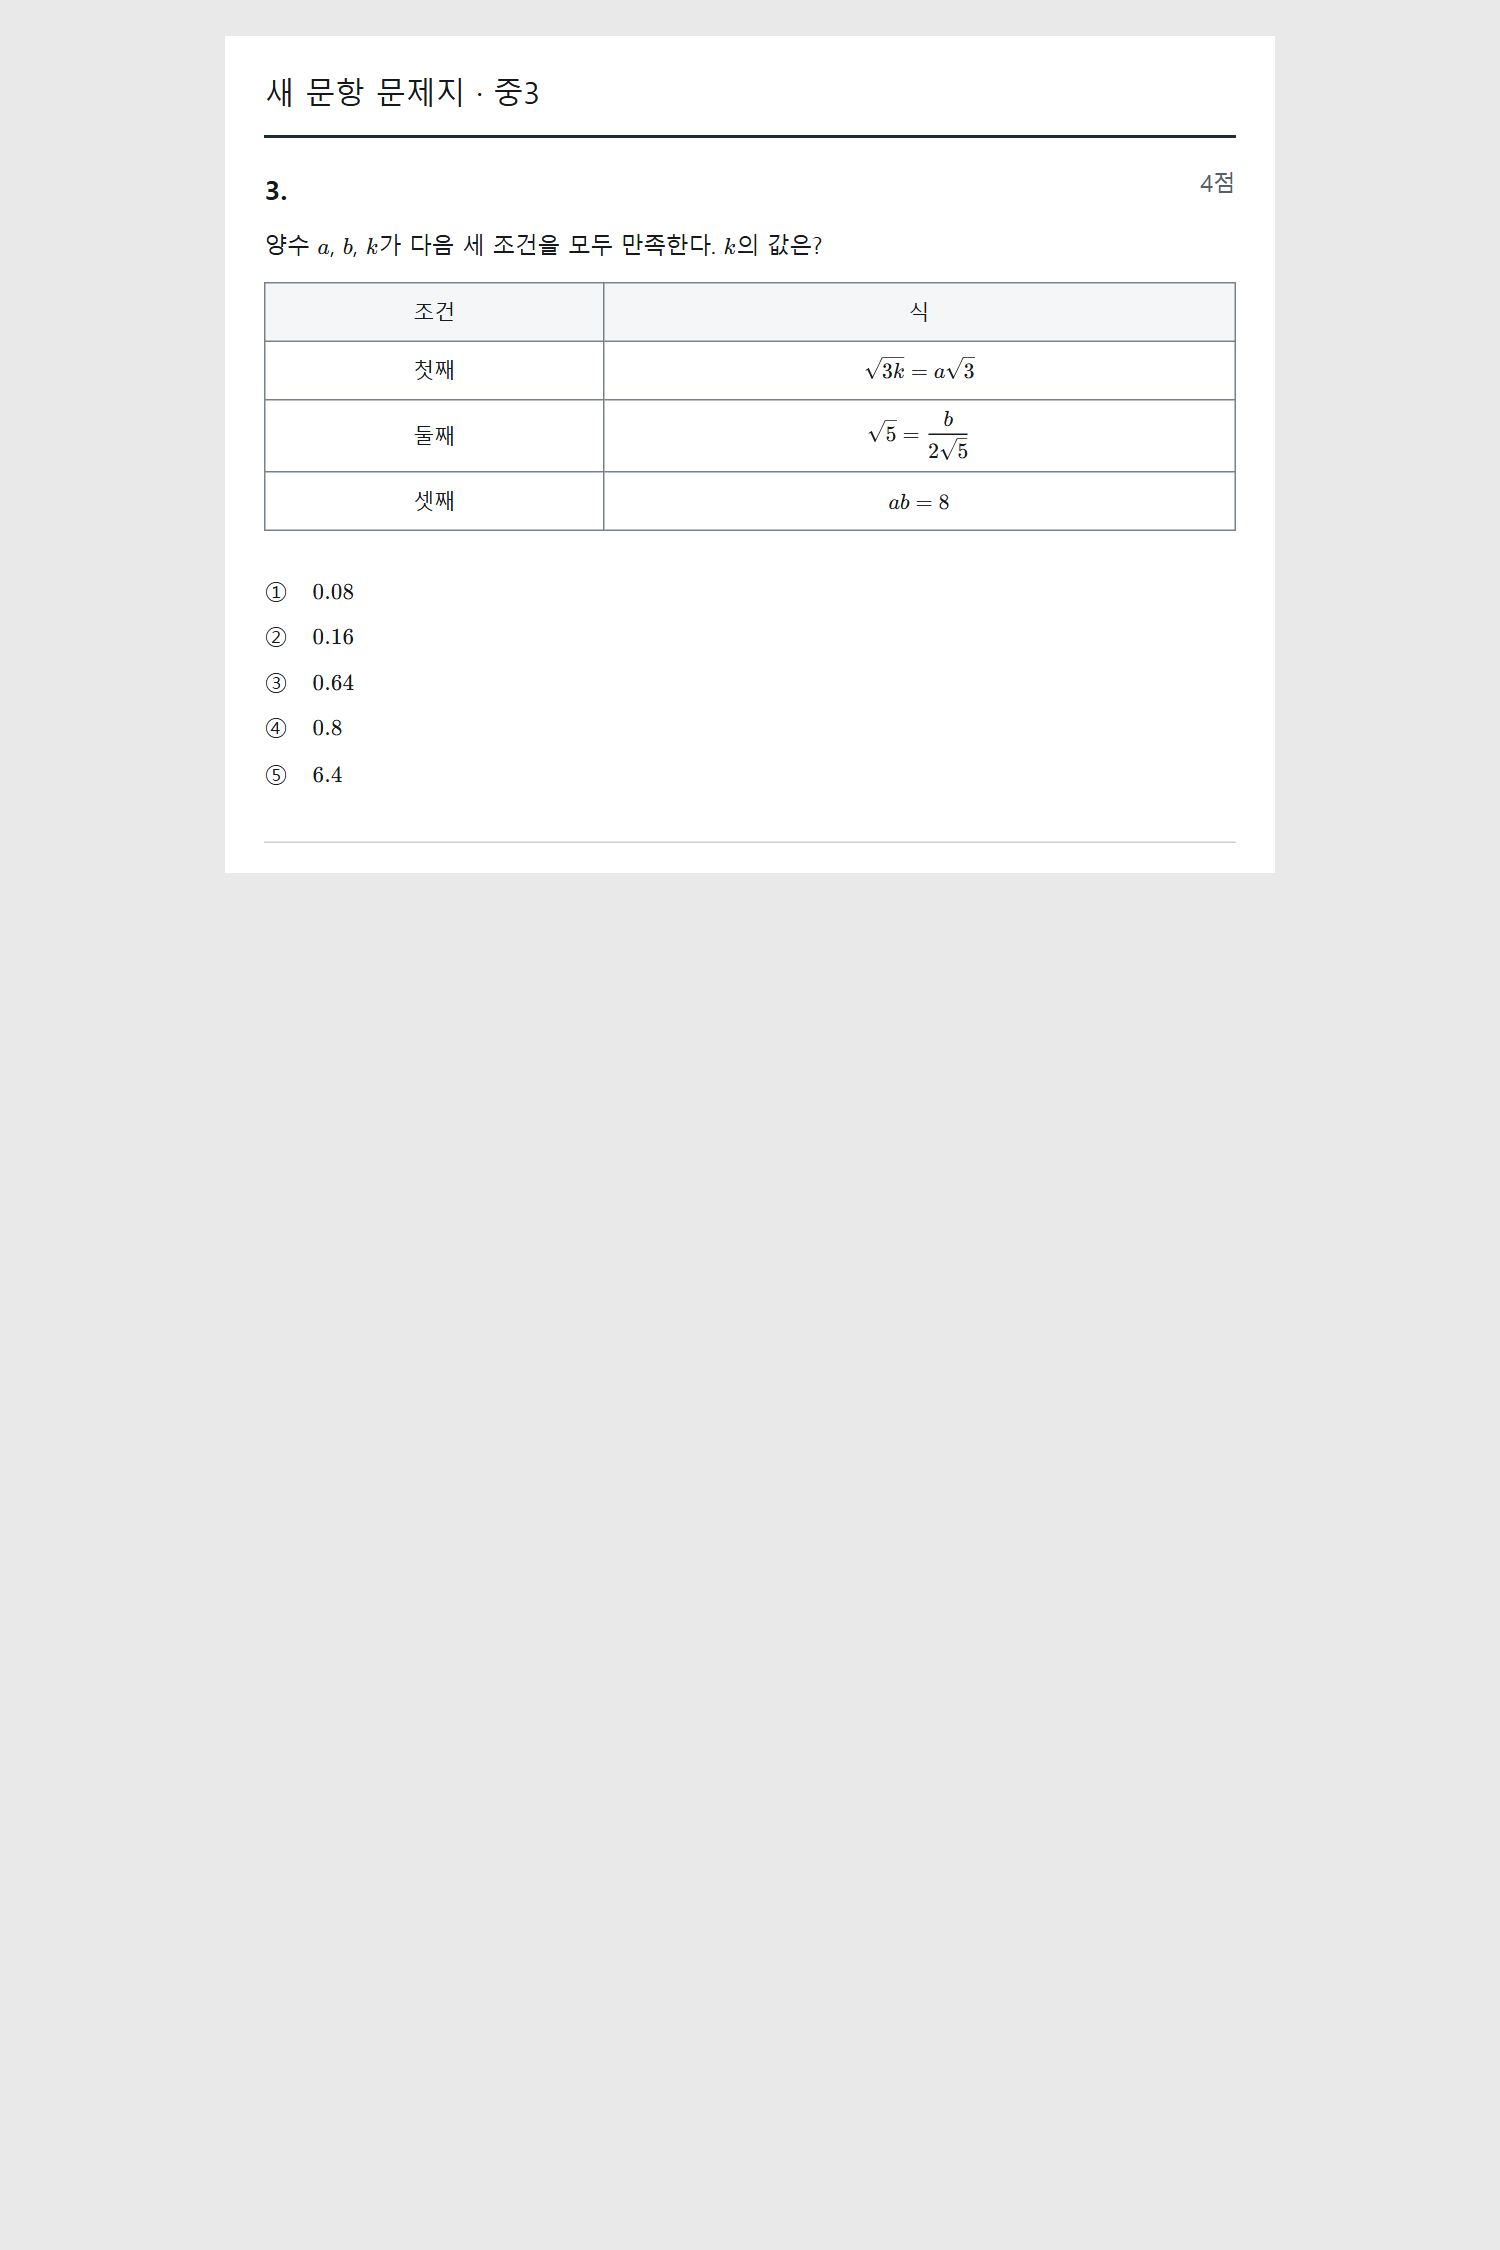 새 문항 문제지 · 중3
4점
3.
양수 a, b, k가 다음 세 조건을 모두 만족한다. k의 값은?
조건 식
첫째 √(3k) = a√3
둘째 √5 = b/(2√5)
셋째 ab = 8
① 0.08
② 0.16
③ 0.64
④ 0.8
⑤ 6.4